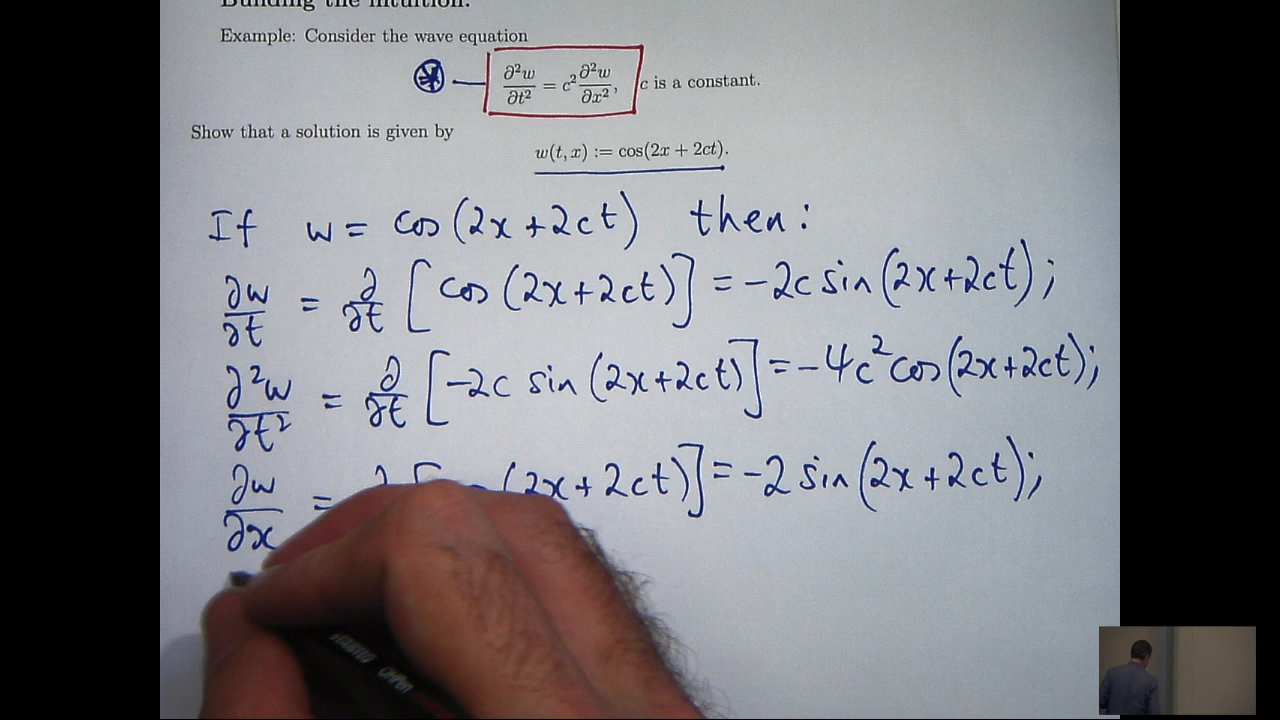 Building the intuition:
Example: Consider the wave equation
∂²w/∂t² = c² ∂²w/∂x², c is a constant.
Show that a solution is given by
w(t, x) := cos(2x + 2ct).
If w = cos(2x+2ct) then:
∂w/∂t = ∂/∂t [cos(2x+2ct)] = -2c sin(2x+2ct);
∂²w/∂t² = ∂/∂t [-2c sin(2x+2ct)] = -4c² cos(2x+2ct);
∂w/∂x = (2x+2ct)] = -2 sin(2x+2ct);